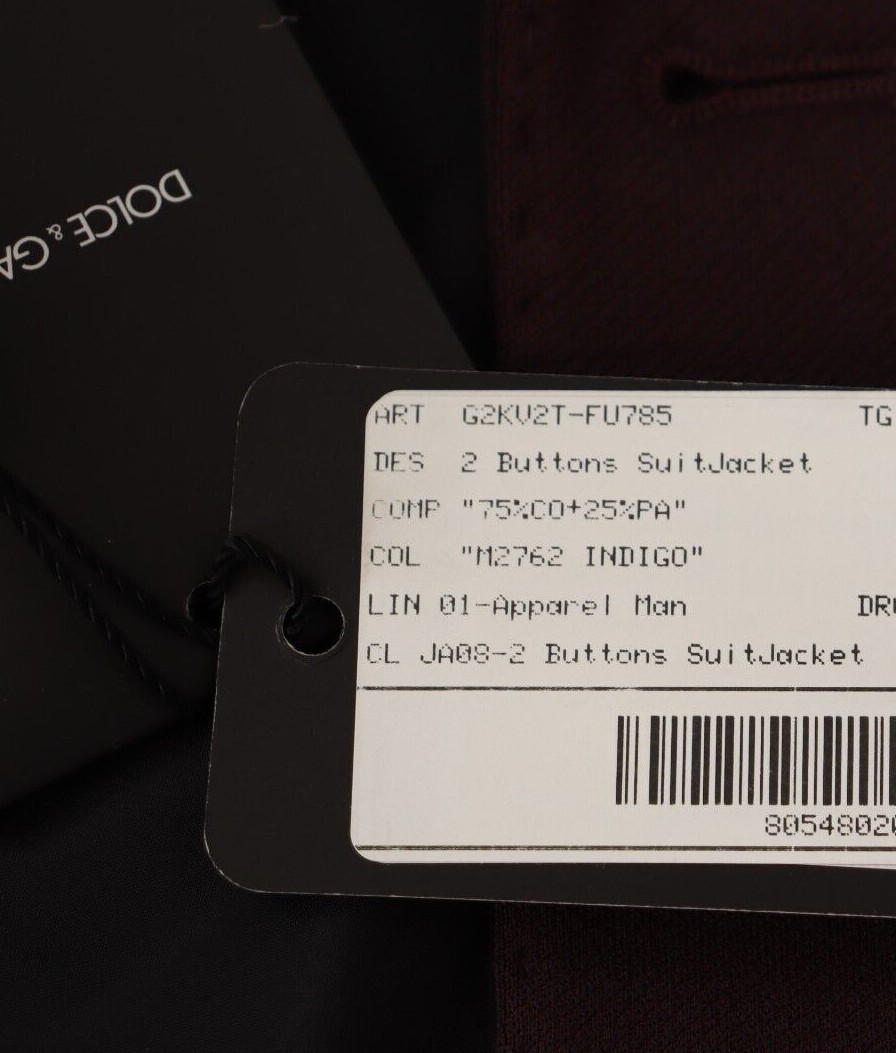 DOLCE & GA
ART G2KV2T-FU785 TG
DES 2 Buttons SuitJacket
COMP "75%CO+25%PA"
COL "M2762 INDIGO"
LIN 01-Apparel Man DRO
CL JA08-2 Buttons SuitJacket
80548020